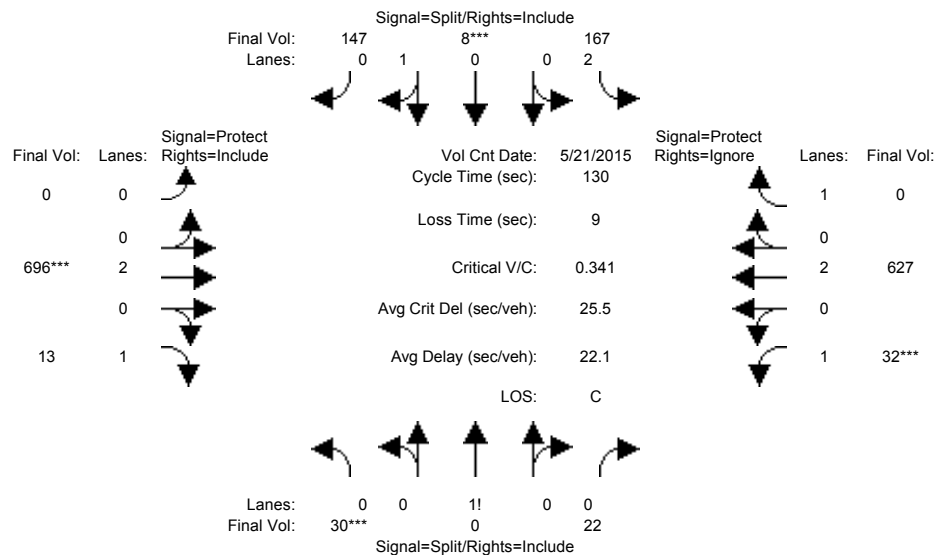 Signal=Split/Rights=Include
Final Vol: 147 8*** 167
Lanes: 0 1 0 0 2
Signal=Protect Signal=Protect
Final Vol: Lanes: Rights=Include Vol Cnt Date: 5/21/2015 Rights=Ignore Lanes: Final Vol:
Cycle Time (sec): 130
0 0 1 0
Loss Time (sec): 9
0 0
696*** 2 Critical V/C: 0.341 2 627
0 Avg Crit Del (sec/veh): 25.5 0
13 1 Avg Delay (sec/veh): 22.1 1 32***
LOS: C
Lanes: 0 0 1! 0 0
Final Vol: 30*** 0 22
Signal=Split/Rights=Include